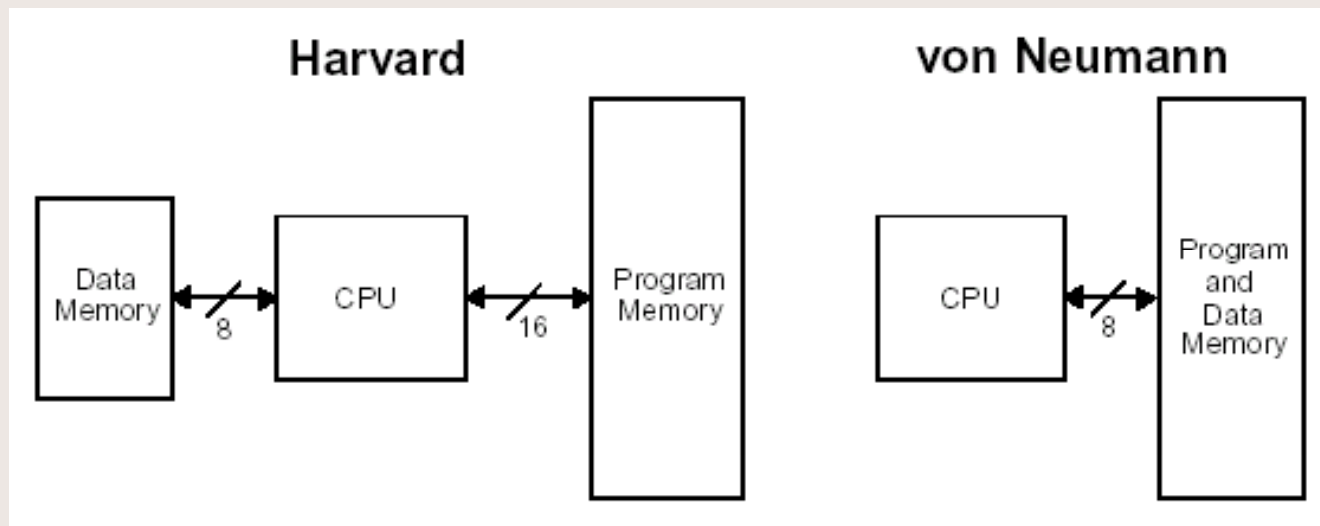 Harvard
von Neumann
Data
Memory
8
CPU
16
Program
Memory
CPU
8
Program
and
Data
Memory